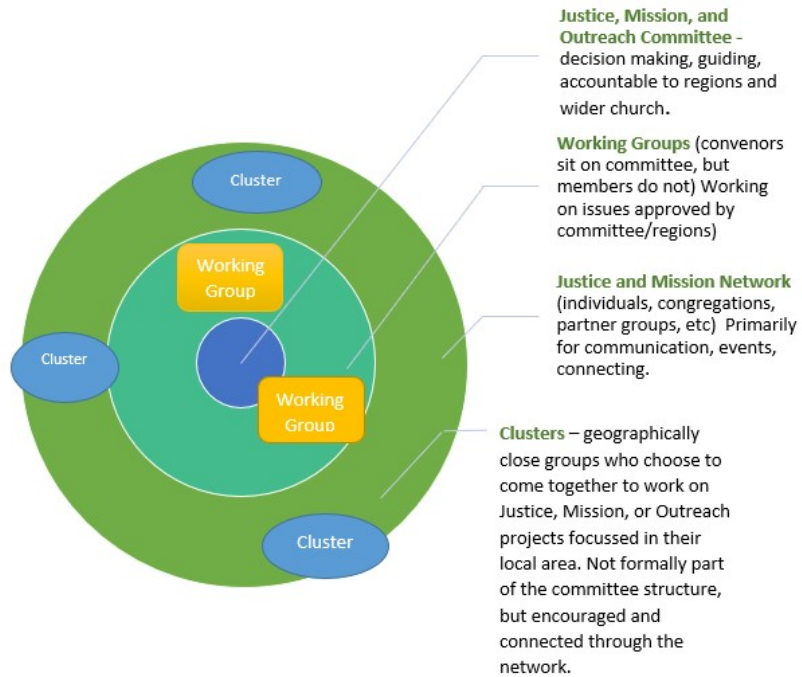 Justice, Mission, and
Outreach Committee -
decision making, guiding,
accountable to regions and
wider church.
Working Groups (convenors
sit on committee, but
members do not) Working
on issues approved by
committee/regions)
Justice and Mission Network
(individuals, congregations,
partner groups, etc) Primarily
for communication, events,
connecting.
Clusters – geographically
close groups who choose to
come together to work on
Justice, Mission, or Outreach
projects focussed in their
local area. Not formally part
of the committee structure,
but encouraged and
connected through the
network.
Cluster
Working
Group
Cluster
Working
Group
Cluster